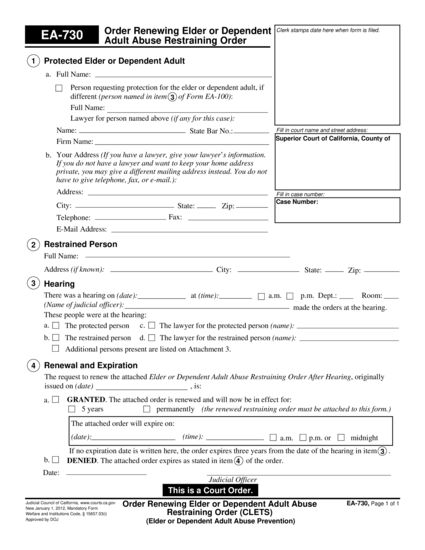 EA-730
Order Renewing Elder or Dependent
Adult Abuse Restraining Order
Clerk stamps date here when form is filed.
1 Protected Elder or Dependent Adult
a. Full Name:
Person requesting protection for the elder or dependent adult, if
different (person named in item 3 of Form EA-100):
Full Name:
Lawyer for person named above (if any for this case):
Name: State Bar No.:
Firm Name:
Fill in court name and street address:
Superior Court of California, County of
b. Your Address (If you have a lawyer, give your lawyer's information.
If you do not have a lawyer and want to keep your home address
private, you may give a different mailing address instead. You do not
have to give telephone, fax, or e-mail.):
Address:
City: State: Zip:
Telephone: Fax:
E-Mail Address:
Fill in case number:
Case Number:
2 Restrained Person
Full Name:
Address (if known): City: State: Zip:
3 Hearing
There was a hearing on (date): at (time): a.m. p.m. Dept.: Room:
(Name of judicial officer): made the orders at the hearing.
These people were at the hearing:
a. The protected person c. The lawyer for the protected person (name):
b. The restrained person d. The lawyer for the restrained person (name):
Additional persons present are listed on Attachment 3.
4 Renewal and Expiration
The request to renew the attached Elder or Dependent Adult Abuse Restraining Order After Hearing, originally
issued on (date) , is:
a. GRANTED. The attached order is renewed and will now be in effect for:
5 years permanently (the renewed restraining order must be attached to this form.)
The attached order will expire on:
(date): (time): a.m. p.m. or midnight
If no expiration date is written here, the order expires three years from the date of the hearing in item 3 .
b. DENIED. The attached order expires as stated in item 4 of the order.
Date:
Judicial Officer
This is a Court Order.
Judicial Council of California, www.courts.ca.gov
New January 1, 2012, Mandatory Form
Welfare and Institutions Code, § 15657.03(i)
Approved by DOJ
Order Renewing Elder or Dependent Adult Abuse
Restraining Order (CLETS)
(Elder or Dependent Adult Abuse Prevention)
EA-730, Page 1 of 1